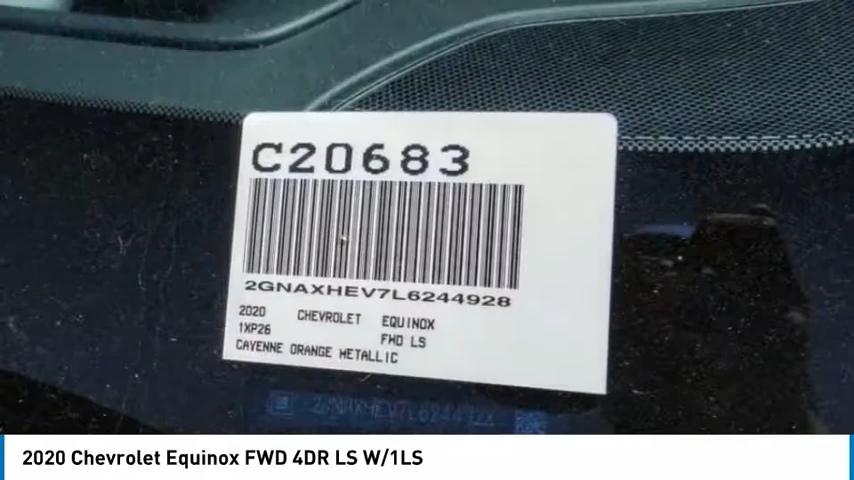 C20683
2GNAXHEV7L6244928
2020 CHEVROLET EQUINOX
1XP26 FWD LS
CAYENNE ORANGE METALLIC
2020 Chevrolet Equinox FWD 4DR LS W/1LS